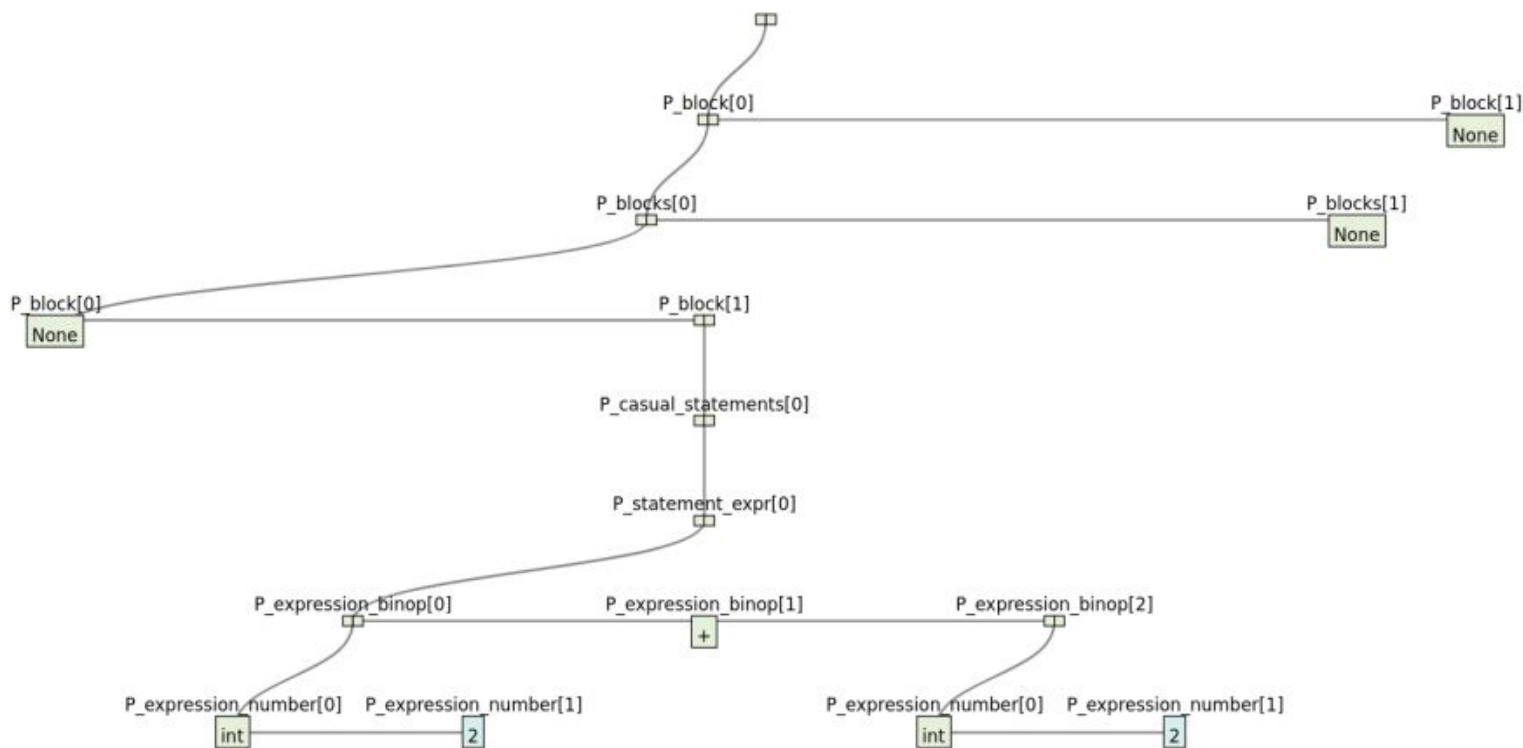 P_block[0] P_block[1]
None
P_blocks[0] P_blocks[1]
None
P_block[0] P_block[1]
None
P_casual_statements[0]
P_statement_expr[0]
P_expression_binop[0] P_expression_binop[1] P_expression_binop[2]
+
P_expression_number[0] P_expression_number[1] P_expression_number[0] P_expression_number[1]
int 2 int 2